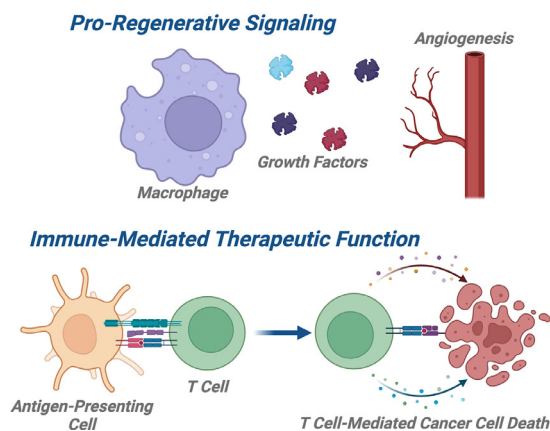 Pro-Regenerative Signaling
Angiogenesis
Growth Factors
Macrophage
Immune-Mediated Therapeutic Function
T Cell
Antigen-Presenting
Cell
T Cell-Mediated Cancer Cell Death